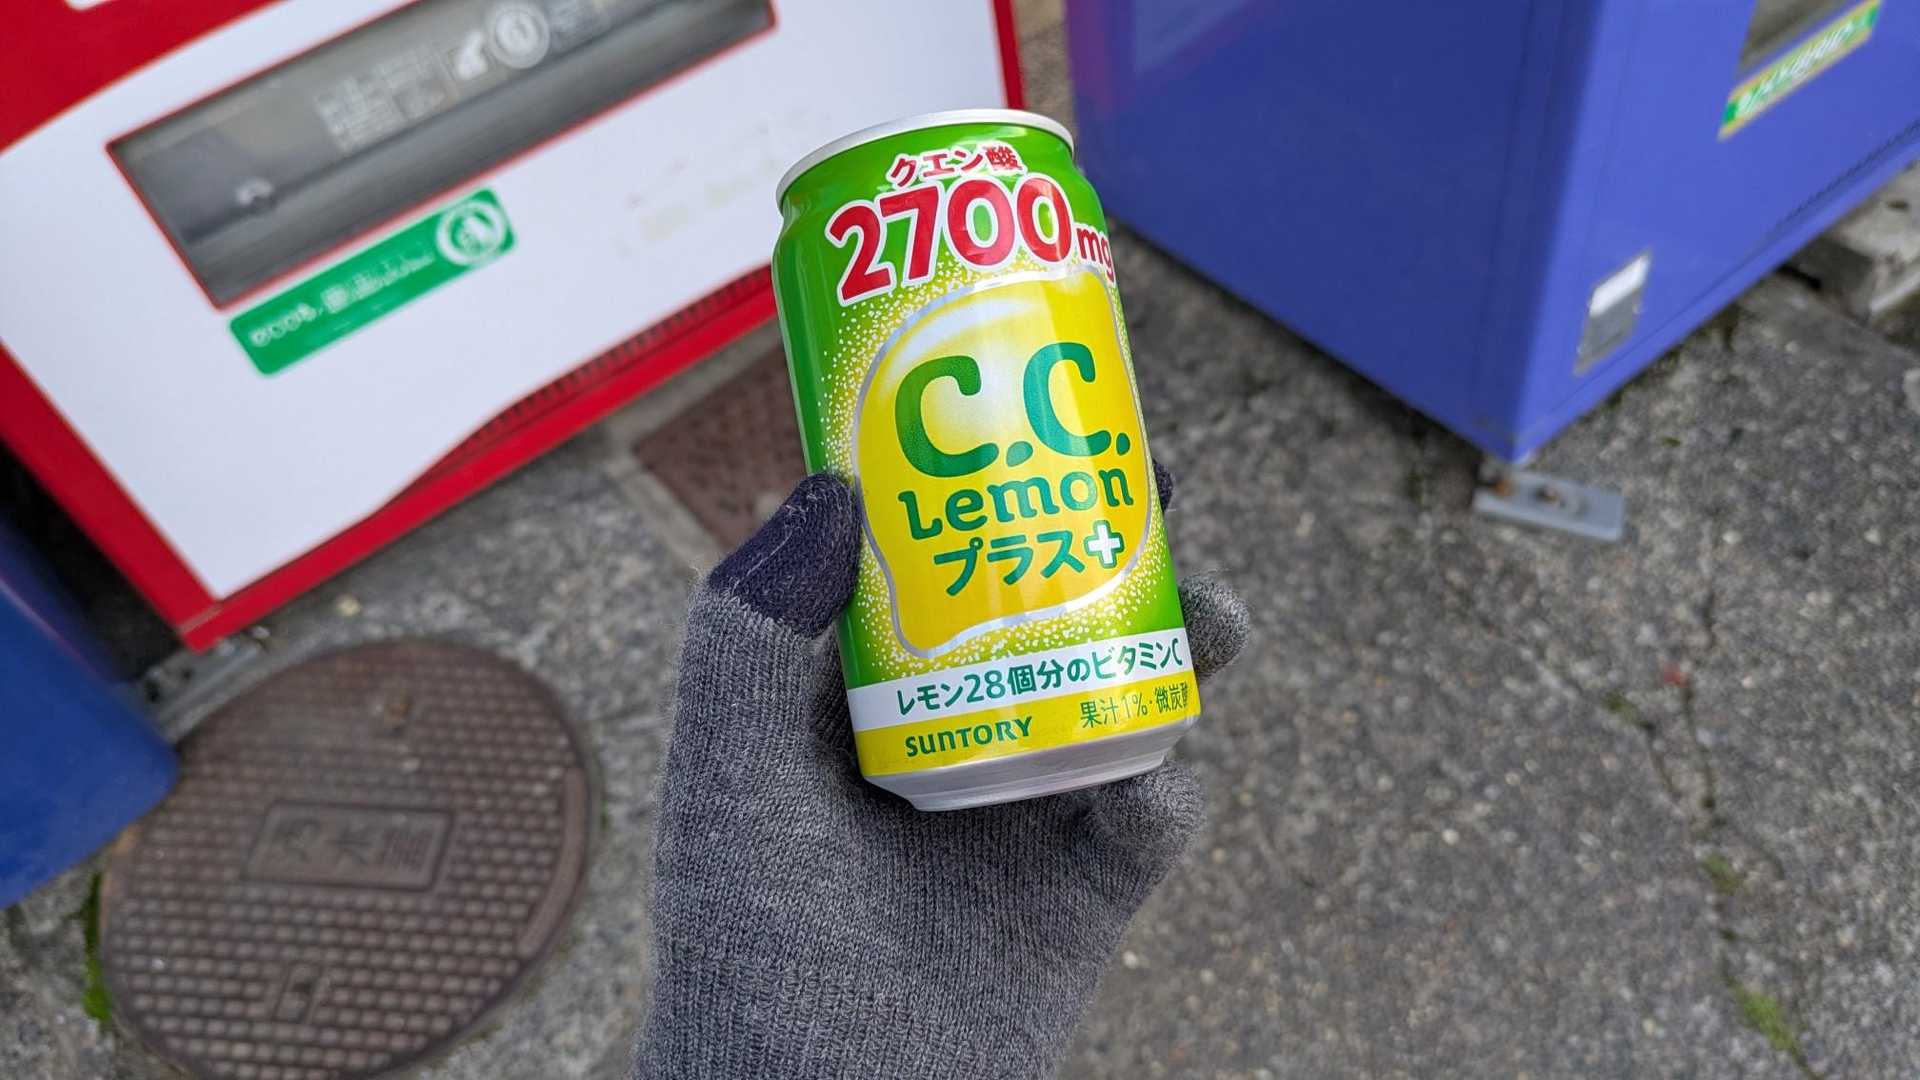 クエン酸
2700mg
C.C.
Lemon
プラス+
レモン28個分のビタミンC
SUNTORY 果汁1%・微炭酸